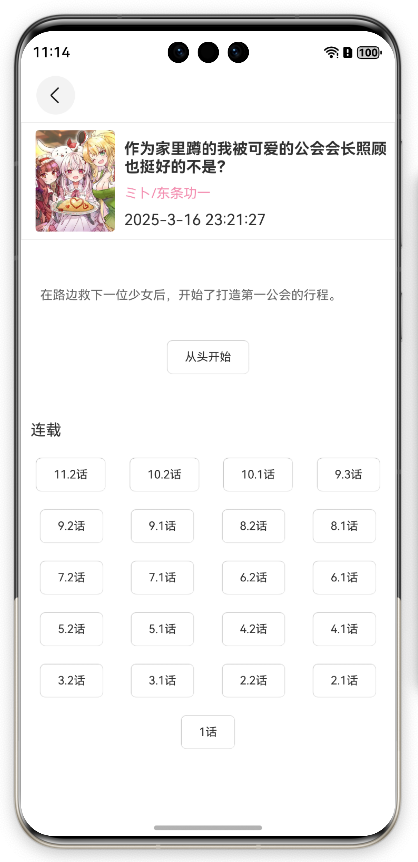 11:14
100
作为家里蹲的我被可爱的公会会长照顾
也挺好的不是？
ミト/东条功一
2025-3-16 23:21:27
在路边救下一位少女后，开始了打造第一公会的行程。
从头开始
连载
11.2话 10.2话 10.1话 9.3话
9.2话 9.1话 8.2话 8.1话
7.2话 7.1话 6.2话 6.1话
5.2话 5.1话 4.2话 4.1话
3.2话 3.1话 2.2话 2.1话
1话